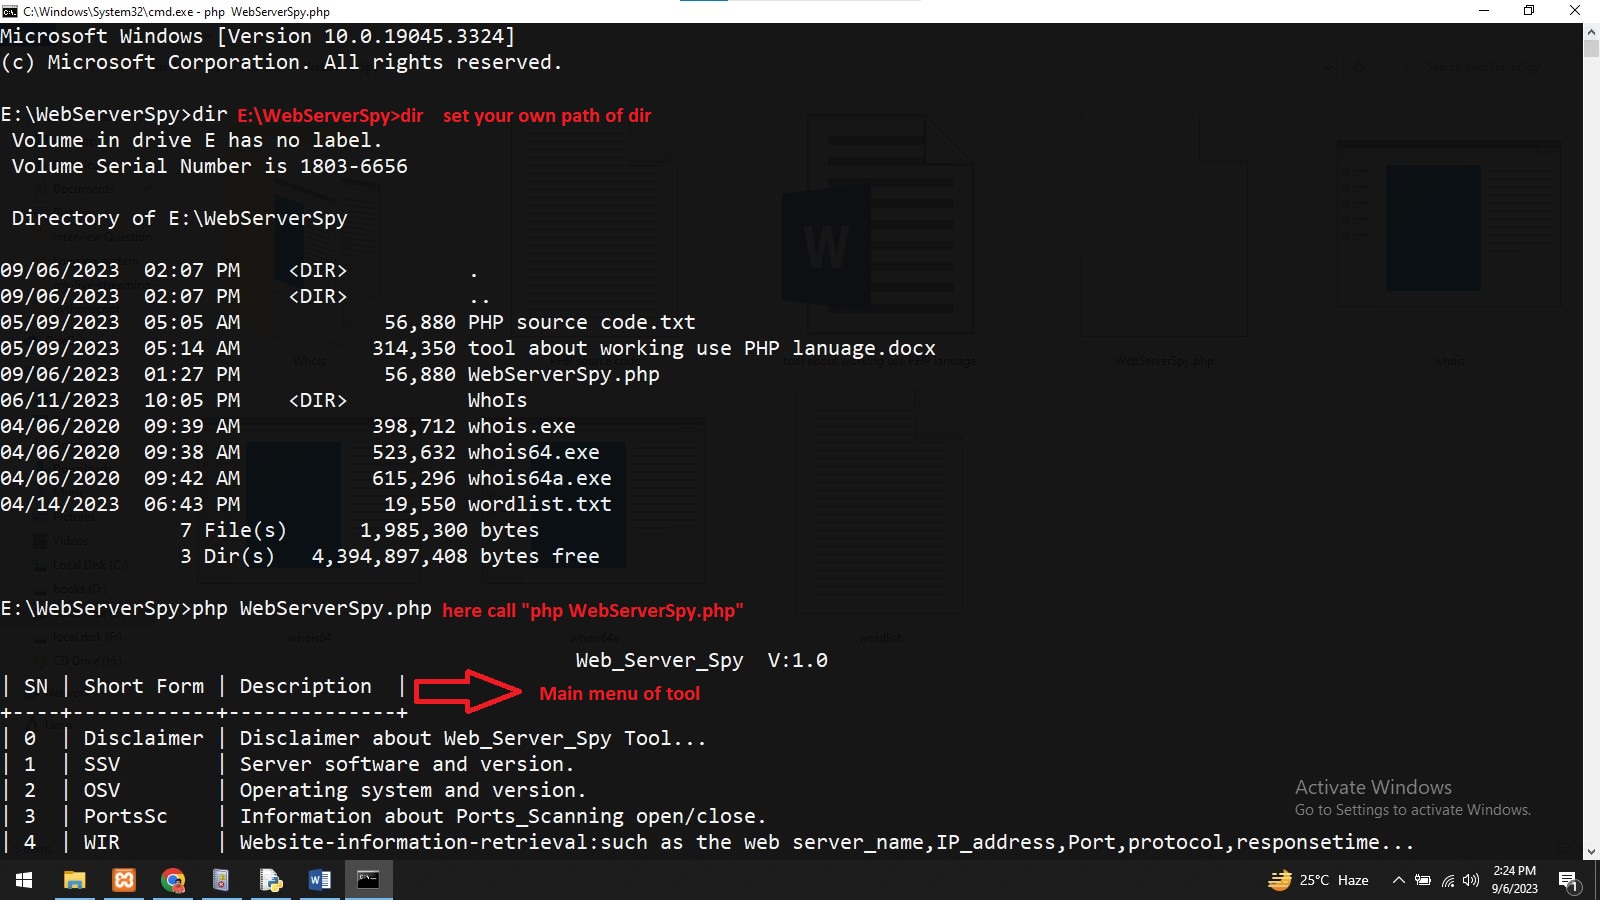 C:\Windows\System32\cmd.exe - php  WebServerSpy.php
Microsoft Windows [Version 10.0.19045.3324]
(c) Microsoft Corporation. All rights reserved.
E:\WebServerSpy>dir E:\WebServerSpy>dir    set your own path of dir
 Volume in drive E has no label.
 Volume Serial Number is 1803-6656
 Directory of E:\WebServerSpy
09/06/2023  02:07 PM    <DIR>          .
09/06/2023  02:07 PM    <DIR>          ..
05/09/2023  05:05 AM            56,880 PHP source code.txt
05/09/2023  05:14 AM           314,350 tool about working use PHP lanuage.docx
09/06/2023  01:27 PM            56,880 WebServerSpy.php
06/11/2023  10:05 PM    <DIR>          WhoIs
04/06/2020  09:39 AM           398,712 whois.exe
04/06/2020  09:38 AM           523,632 whois64.exe
04/06/2020  09:42 AM           615,296 whois64a.exe
04/14/2023  06:43 PM            19,550 wordlist.txt
               7 File(s)      1,985,300 bytes
               3 Dir(s)   4,394,897,408 bytes free
E:\WebServerSpy>php WebServerSpy.php here call "php WebServerSpy.php"
Web_Server_Spy  V:1.0
| SN | Short Form | Description  | Main menu of tool
+----+------------+--------------+
| 0  | Disclaimer | Disclaimer about Web_Server_Spy Tool...
| 1  | SSV        | Server software and version.
| 2  | OSV        | Operating system and version.
| 3  | PortsSc    | Information about Ports_Scanning open/close.
| 4  | WIR        | Website-information-retrieval:such as the web server_name,IP_address,Port,protocol,responsetime...
Activate Windows
Go to Settings to activate Windows.
25°C  Haze
2:24 PM
9/6/2023
1